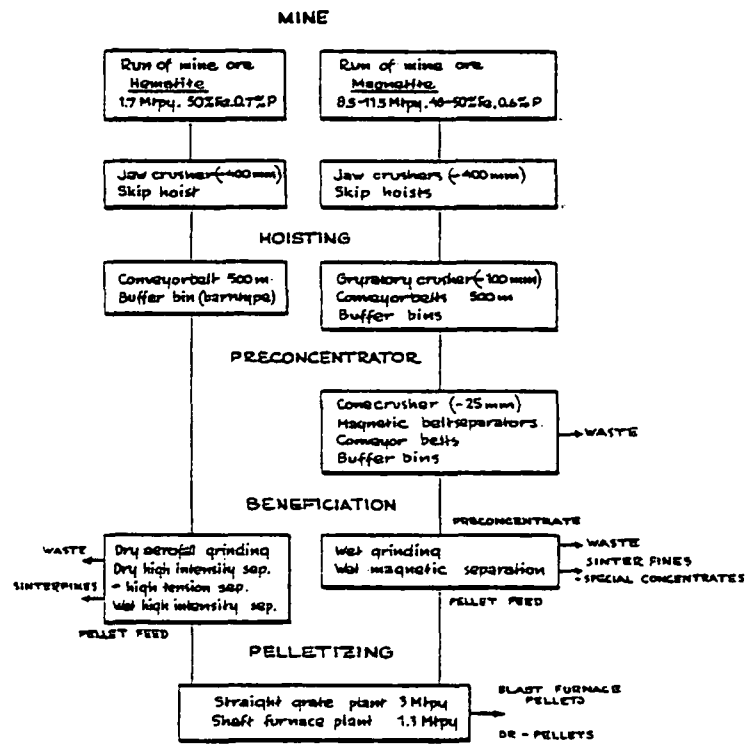 MINE
Run of mine ore
Hematite
1.7 Mtpy. 50% Fe. 0.7% P
Run of mine ore
Magnetite
8.5-11.5 Mtpy, 48-50% Fe, 0.6% P
Jaw crusher (-400 mm)
Skip hoist
Jaw crushers (-400 mm)
Skip hoists
HOISTING
Conveyorbelt 500 m.
Buffer bin (barntype)
Gryratory crusher (-100 mm)
Conveyorbelts 500 m
Buffer bins
PRECONCENTRATOR
Conecrusher (-25 mm)
Magnetic beltseparators.
Conveyor belts
Buffer bins
WASTE
BENEFICIATION
PRECONCENTRATE
WASTE
SINTERFINES
Dry aerofall grinding
Dry high intensity sep.
- high tension sep.
Wet high intensity sep.
PELLET FEED
Wet grinding
Wet magnetic separation
WASTE
SINTER FINES
- SPECIAL CONCENTRATES
PELLET FEED
PELLETIZING
Straight grate plant 3 Mtpy
Shaft furnace plant 1.3 Mtpy
BLAST FURNACE
PELLETS
DR - PELLETS